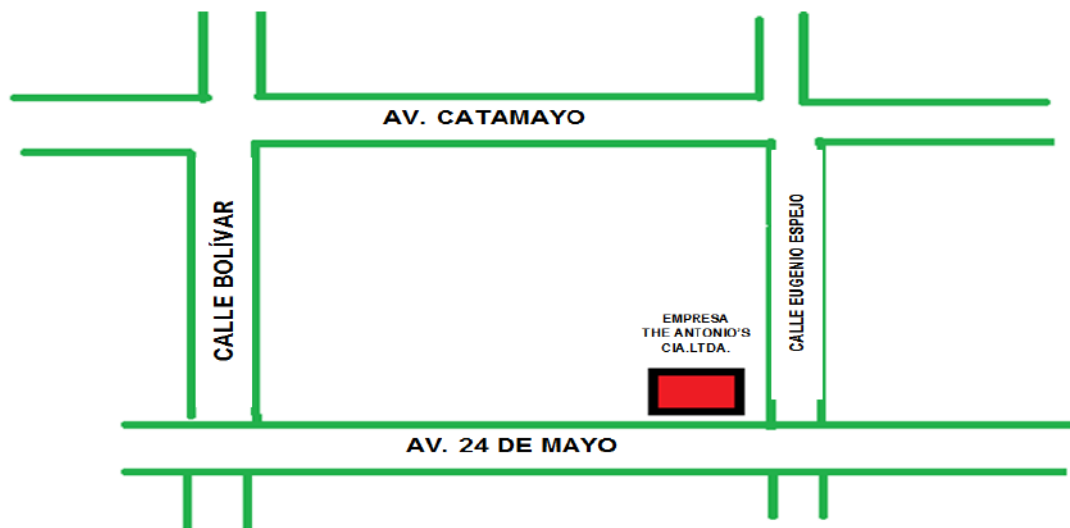 AV. CATAMAYO
CALLE BOLÍVAR
CALLE EUGENIO ESPEJO
EMPRESA
THE ANTONIO'S
CIA.LTDA.
AV. 24 DE MAYO